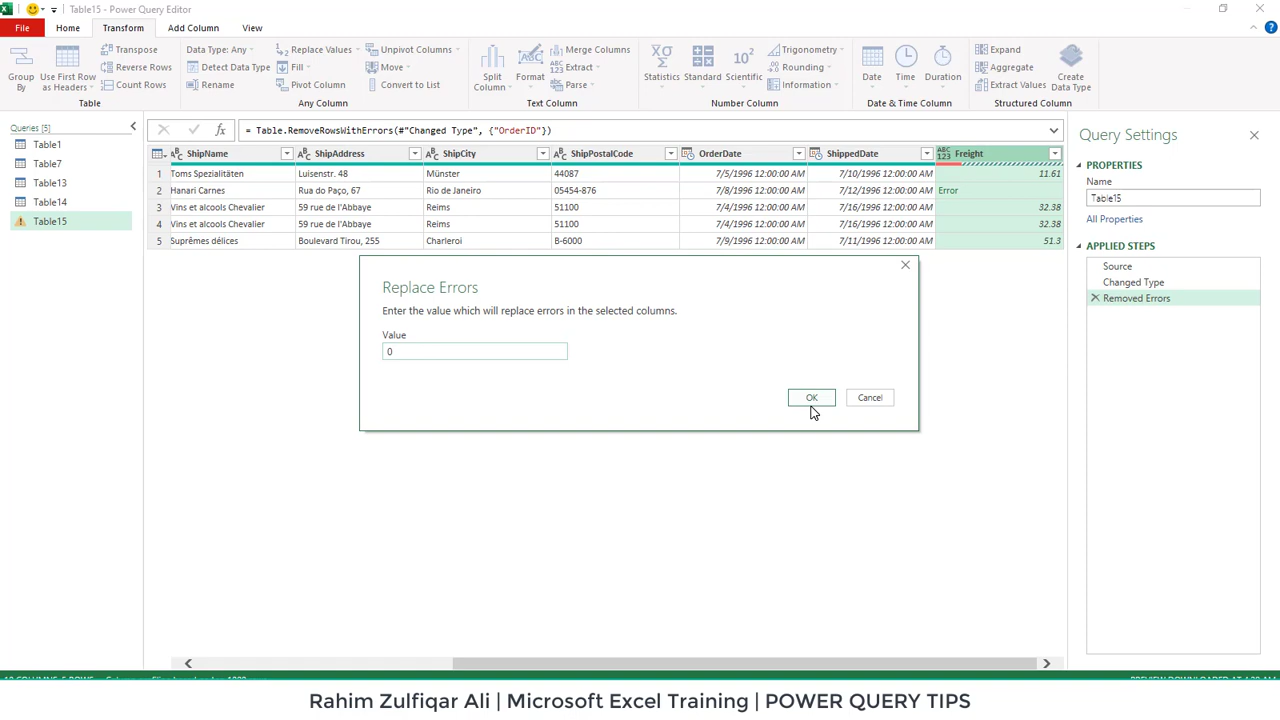 Table15 - Power Query Editor
File Home Transform Add Column View
Group By
Use First Row as Headers
Transpose
Reverse Rows
Count Rows
Table
Data Type: Any
Detect Data Type
Rename
Replace Values
Fill
Pivot Column
Unpivot Columns
Move
Convert to List
Any Column
Split Column
Format
Merge Columns
Extract
Parse
Text Column
Statistics
Standard
Scientific
Trigonometry
Rounding
Information
Number Column
Date
Time
Duration
Date & Time Column
Expand
Aggregate
Extract Values
Create Data Type
Structured Column
Queries [5]
Table1
Table7
Table13
Table14
Table15
= Table.RemoveRowsWithErrors(#"Changed Type", {"OrderID"})
ShipName ShipAddress ShipCity ShipPostalCode OrderDate ShippedDate Freight
1 Toms Spezialitäten Luisenstr. 48 Münster 44087 7/5/1996 12:00:00 AM 7/10/1996 12:00:00 AM 11.61
2 Hanari Carnes Rua do Paço, 67 Rio de Janeiro 05454-876 7/8/1996 12:00:00 AM 7/12/1996 12:00:00 AM Error
3 Vins et alcools Chevalier 59 rue de l'Abbaye Reims 51100 7/4/1996 12:00:00 AM 7/16/1996 12:00:00 AM 32.38
4 Vins et alcools Chevalier 59 rue de l'Abbaye Reims 51100 7/4/1996 12:00:00 AM 7/16/1996 12:00:00 AM 32.38
5 Suprêmes délices Boulevard Tirou, 255 Charleroi B-6000 7/9/1996 12:00:00 AM 7/11/1996 12:00:00 AM 51.3
Replace Errors
Enter the value which will replace errors in the selected columns.
Value
0
OK Cancel
Query Settings
PROPERTIES
Name
Table15
All Properties
APPLIED STEPS
Source
Changed Type
Removed Errors
Rahim Zulfiqar Ali | Microsoft Excel Training | POWER QUERY TIPS